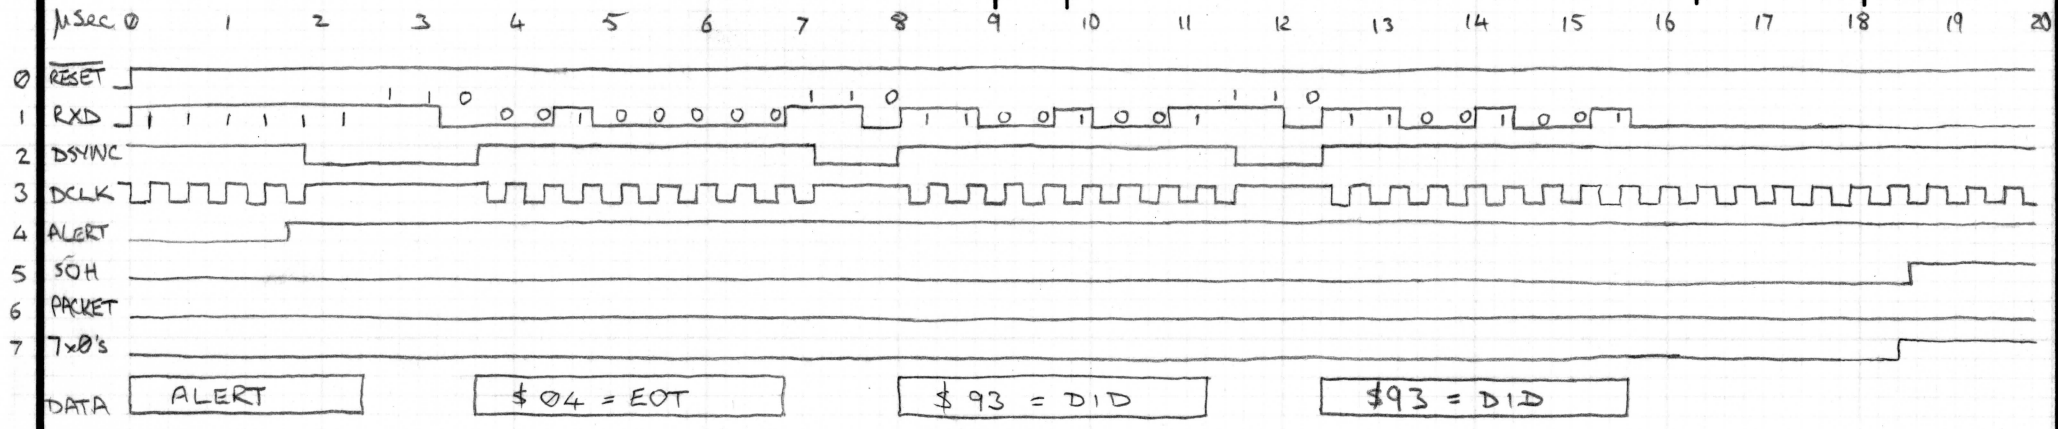 μSec 0 1 2 3 4 5 6 7 8 9 10 11 12 13 14 15 16 17 18 19 20
0 RESET
1 1 0 1 1 0 1 1 0
1 RXD 1 1 1 1 1 1 0 0 1 0 0 0 0 0 1 1 0 0 1 0 0 1 1 1 0 0 1 0 0 1
2 DSYNC
3 DCLK
4 ALERT
5 SOH
6 PACKET
7 7x0's
DATA ALERT $04 = EOT $93 = DID $93 = DID